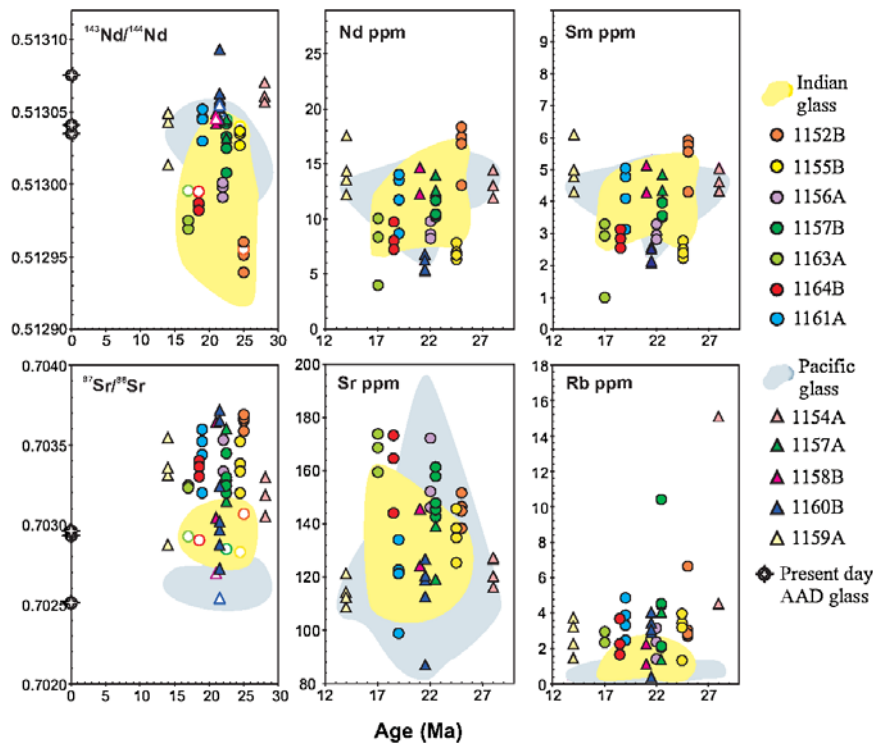 ¹⁴³Nd/¹⁴⁴Nd
0.51310
0.51305
0.51300
0.51295
0.51290
0 5 10 15 20 25 30
Nd ppm
25
20
15
10
5
0
12 17 22 27
Sm ppm
9
8
7
6
5
4
3
2
1
0
12 17 22 27
⁸⁷Sr/⁸⁶Sr
0.7040
0.7035
0.7030
0.7025
0.7020
0 5 10 15 20 25 30
Sr ppm
200
180
160
140
120
100
80
12 17 22 28
Rb ppm
18
16
14
12
10
8
6
4
2
0
12 17 22 27
Age (Ma)
Indian
glass
1152B
1155B
1156A
1157B
1163A
1164B
1161A
Pacific
glass
1154A
1157A
1158B
1160B
1159A
Present day
AAD glass